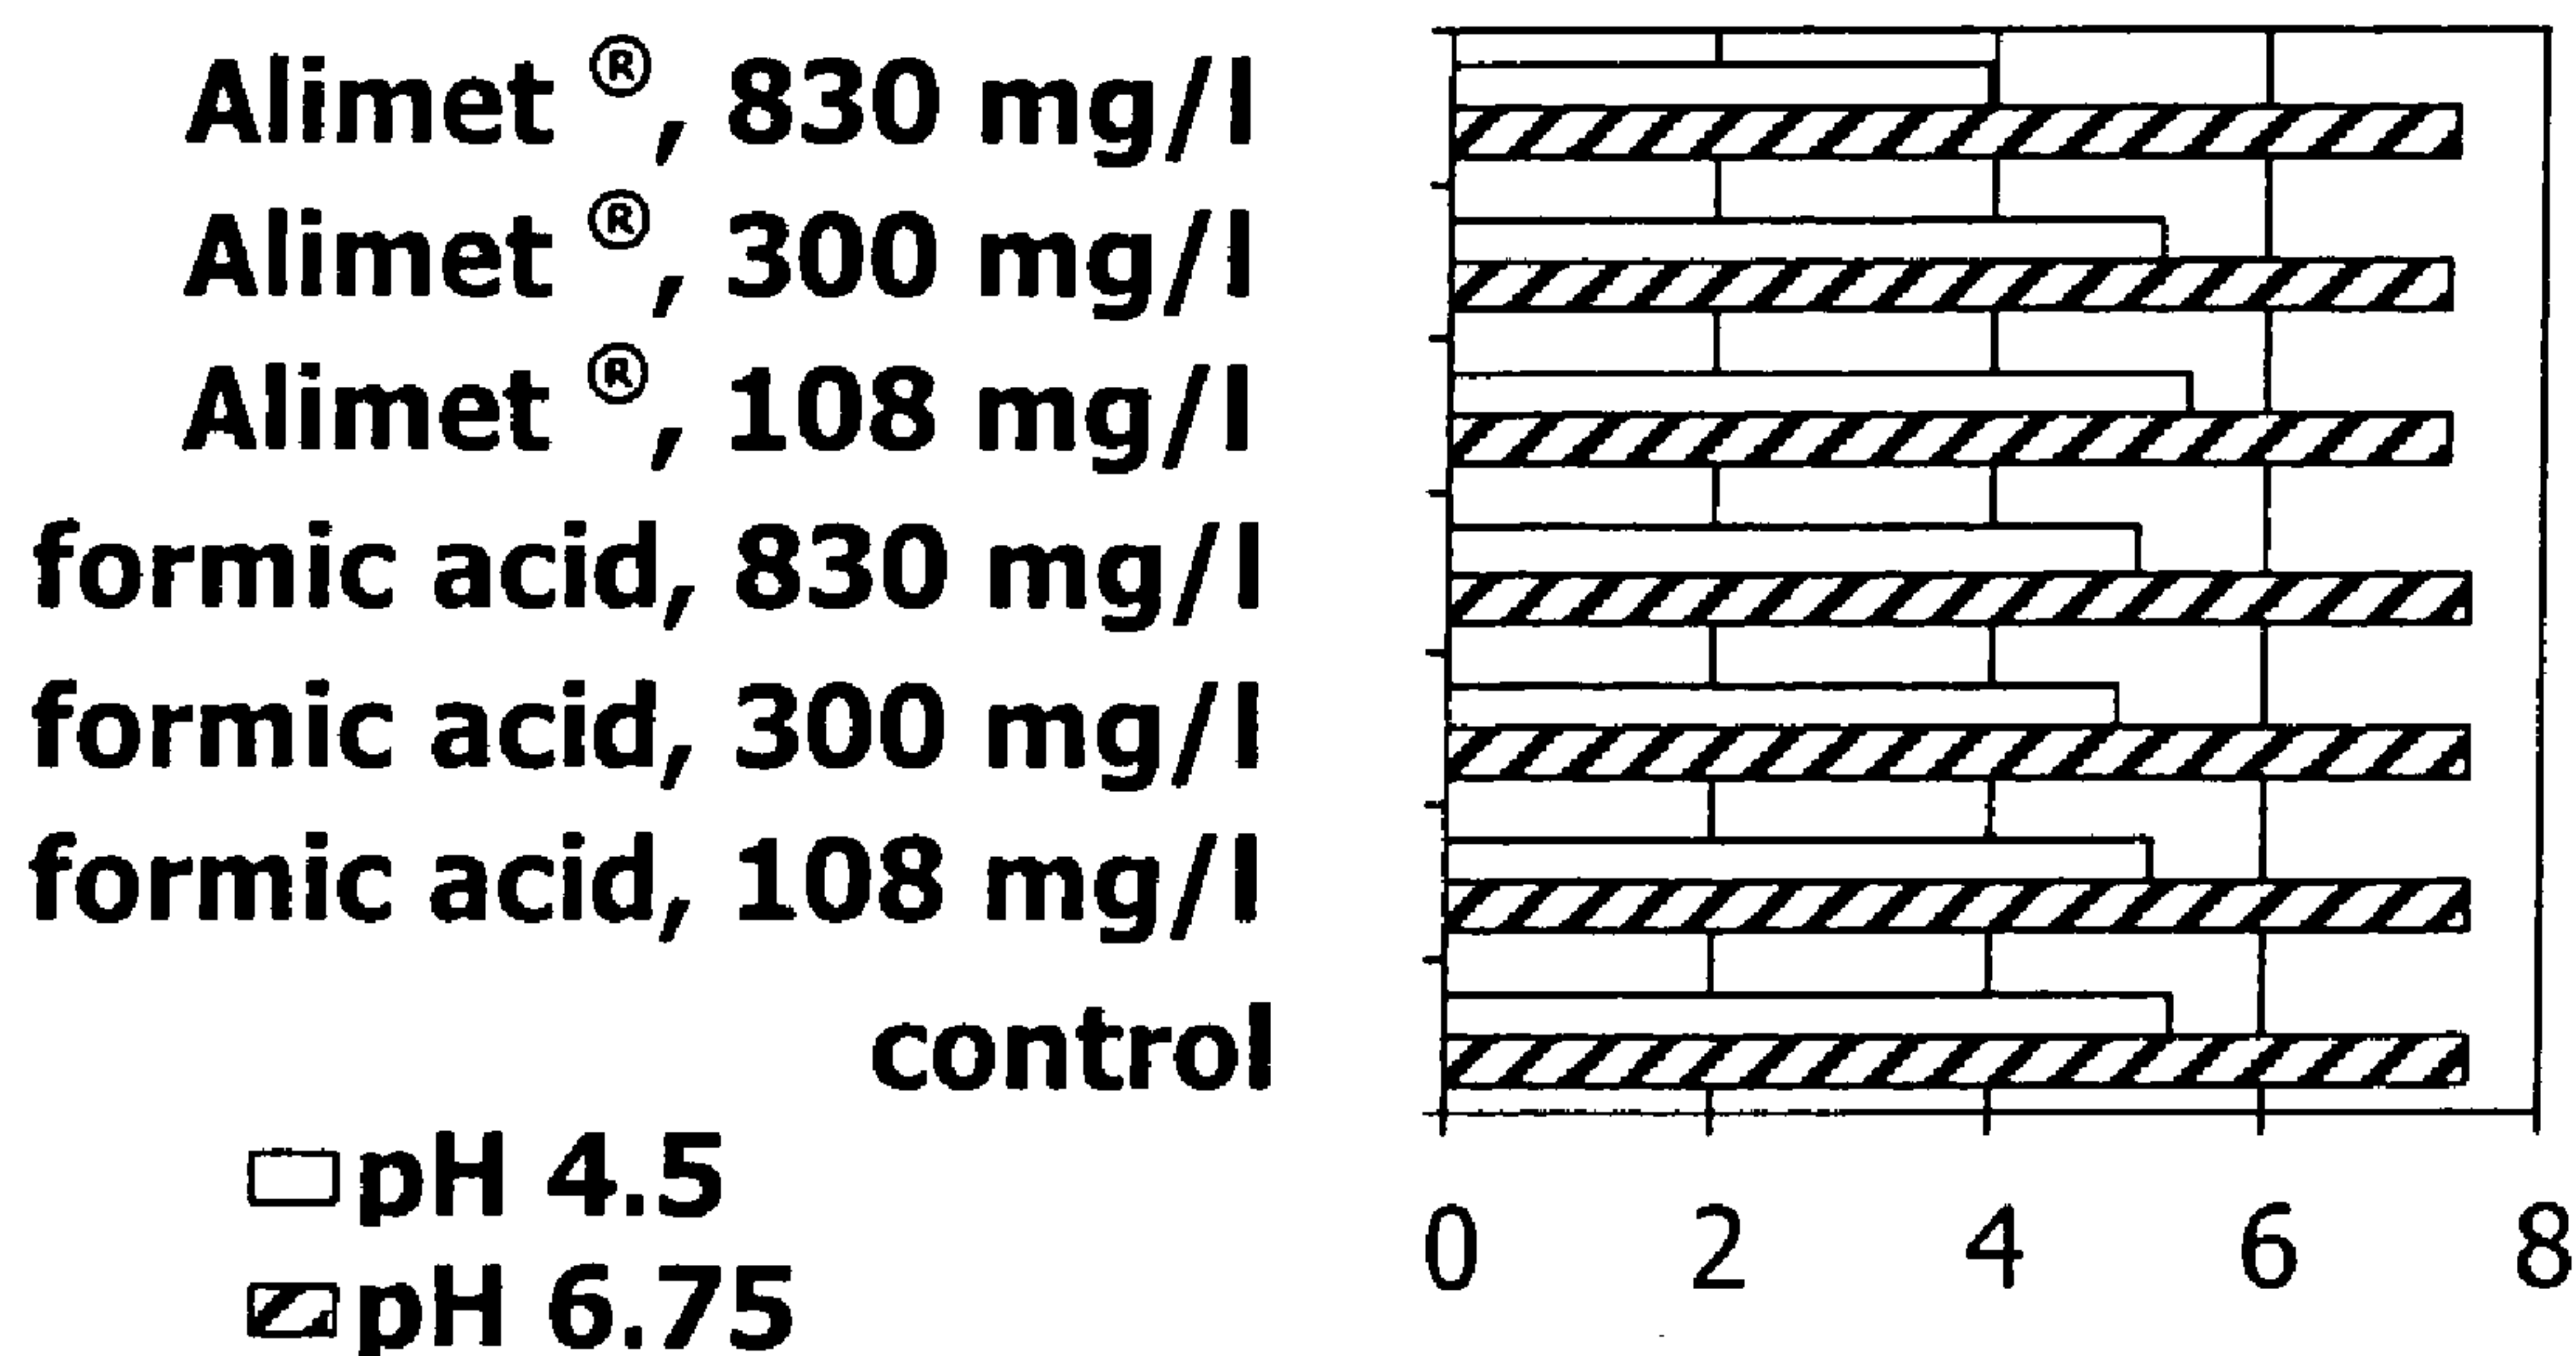 Alimet ®, 830 mg/l
Alimet ®, 300 mg/l
Alimet ®, 108 mg/l
formic acid, 830 mg/l
formic acid, 300 mg/l
formic acid, 108 mg/l
control
pH 4.5
pH 6.75
0 2 4 6 8